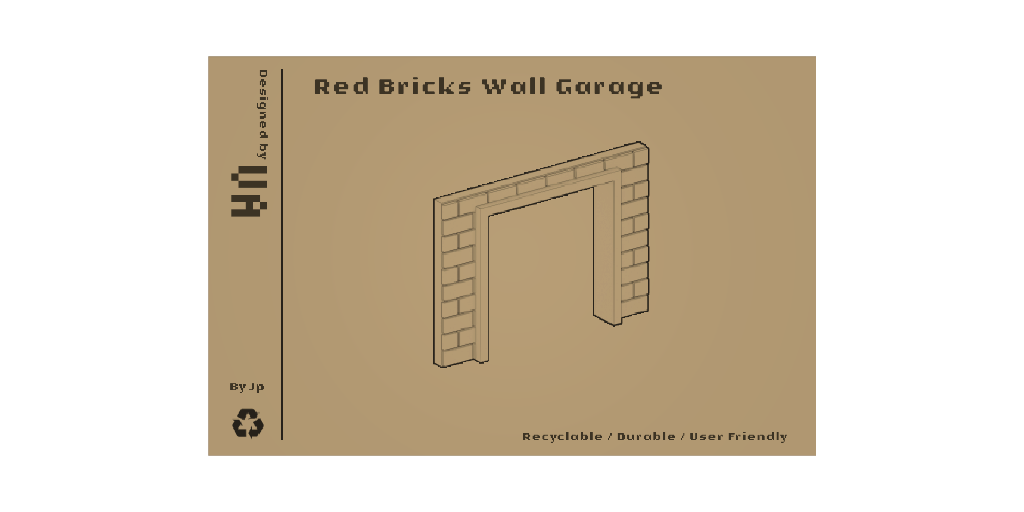 Red Bricks Wall Garage
Designed by
By Jp
Recyclable / Durable / User Friendly